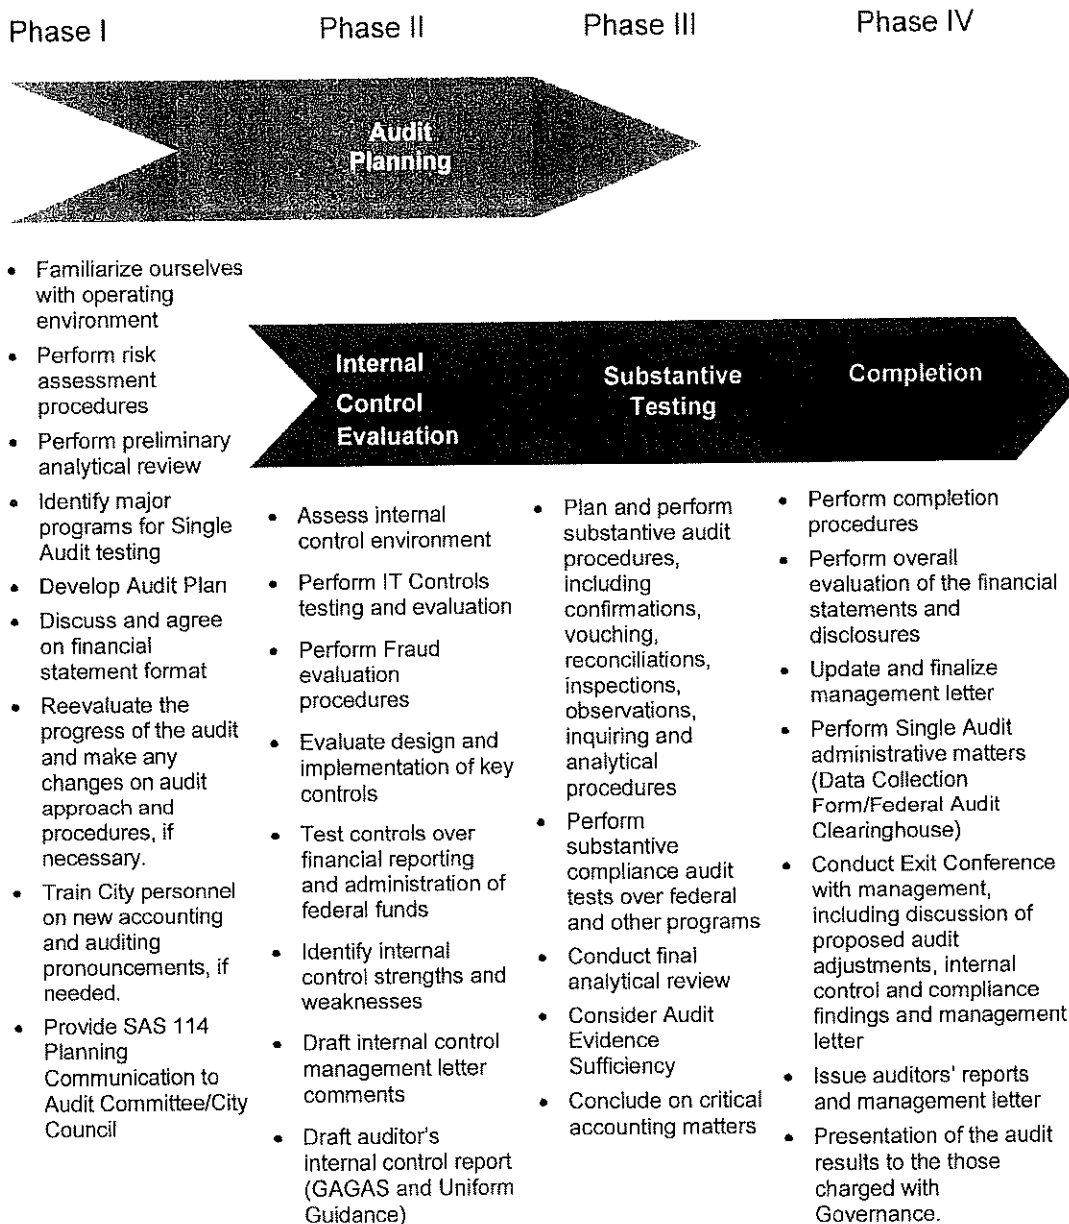 Phase I
Phase II
Phase III
Phase IV
Audit
Planning
• Familiarize ourselves
with operating
environment
• Perform risk
assessment
procedures
• Perform preliminary
analytical review
• Identify major
programs for Single
Audit testing
• Develop Audit Plan
• Discuss and agree
on financial
statement format
• Reevaluate the
progress of the audit
and make any
changes on audit
approach and
procedures, if
necessary.
• Train City personnel
on new accounting
and auditing
pronouncements, if
needed.
• Provide SAS 114
Planning
Communication to
Audit Committee/City
Council
Internal
Control
Evaluation
• Assess internal
control environment
• Perform IT Controls
testing and evaluation
• Perform Fraud
evaluation
procedures
• Evaluate design and
implementation of key
controls
• Test controls over
financial reporting
and administration of
federal funds
• Identify internal
control strengths and
weaknesses
• Draft internal control
management letter
comments
• Draft auditor's
internal control report
(GAGAS and Uniform
Guidance)
Substantive
Testing
• Plan and perform
substantive audit
procedures,
including
confirmations,
vouching,
reconciliations,
inspections,
observations,
inquiring and
analytical
procedures
• Perform
substantive
compliance audit
tests over federal
and other programs
• Conduct final
analytical review
• Consider Audit
Evidence
Sufficiency
• Conclude on critical
accounting matters
Completion
• Perform completion
procedures
• Perform overall
evaluation of the financial
statements and
disclosures
• Update and finalize
management letter
• Perform Single Audit
administrative matters
(Data Collection
Form/Federal Audit
Clearinghouse)
• Conduct Exit Conference
with management,
including discussion of
proposed audit
adjustments, internal
control and compliance
findings and management
letter
• Issue auditors' reports
and management letter
• Presentation of the audit
results to the those
charged with
Governance.